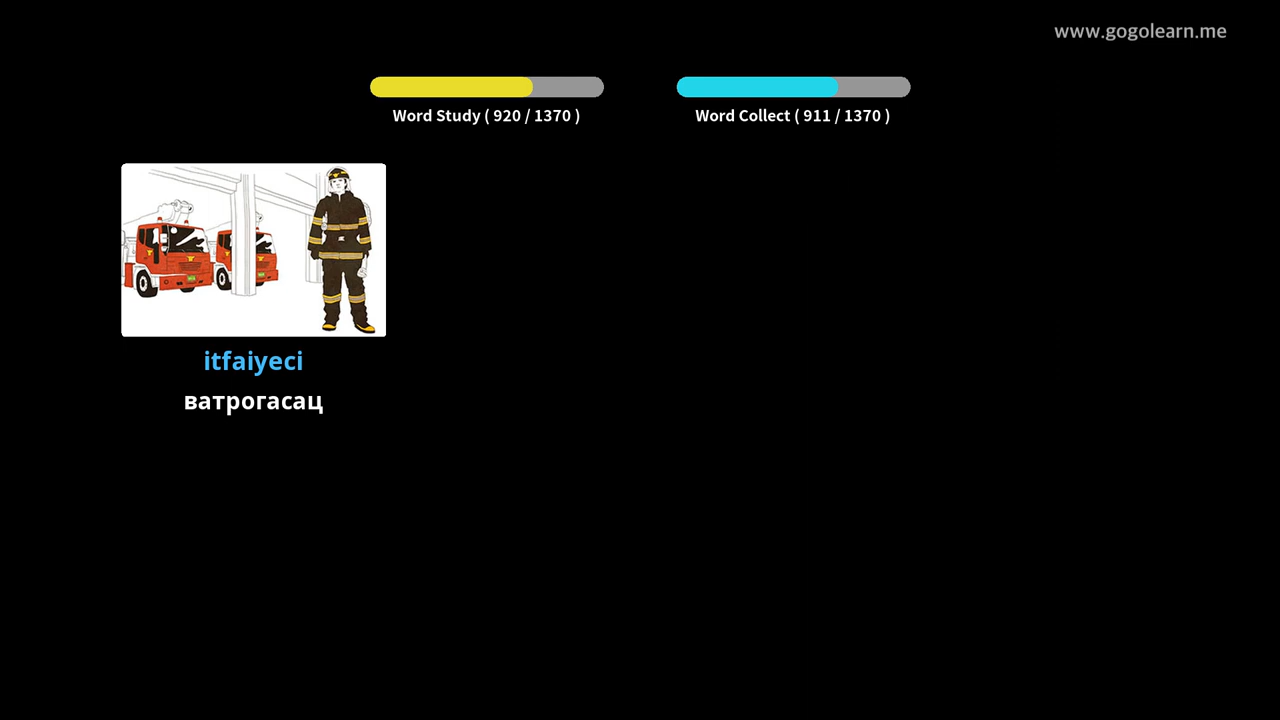 www.gogolearn.me
Word Study ( 920 / 1370 )
Word Collect ( 911 / 1370 )
itfaiyeci
ватрогасац